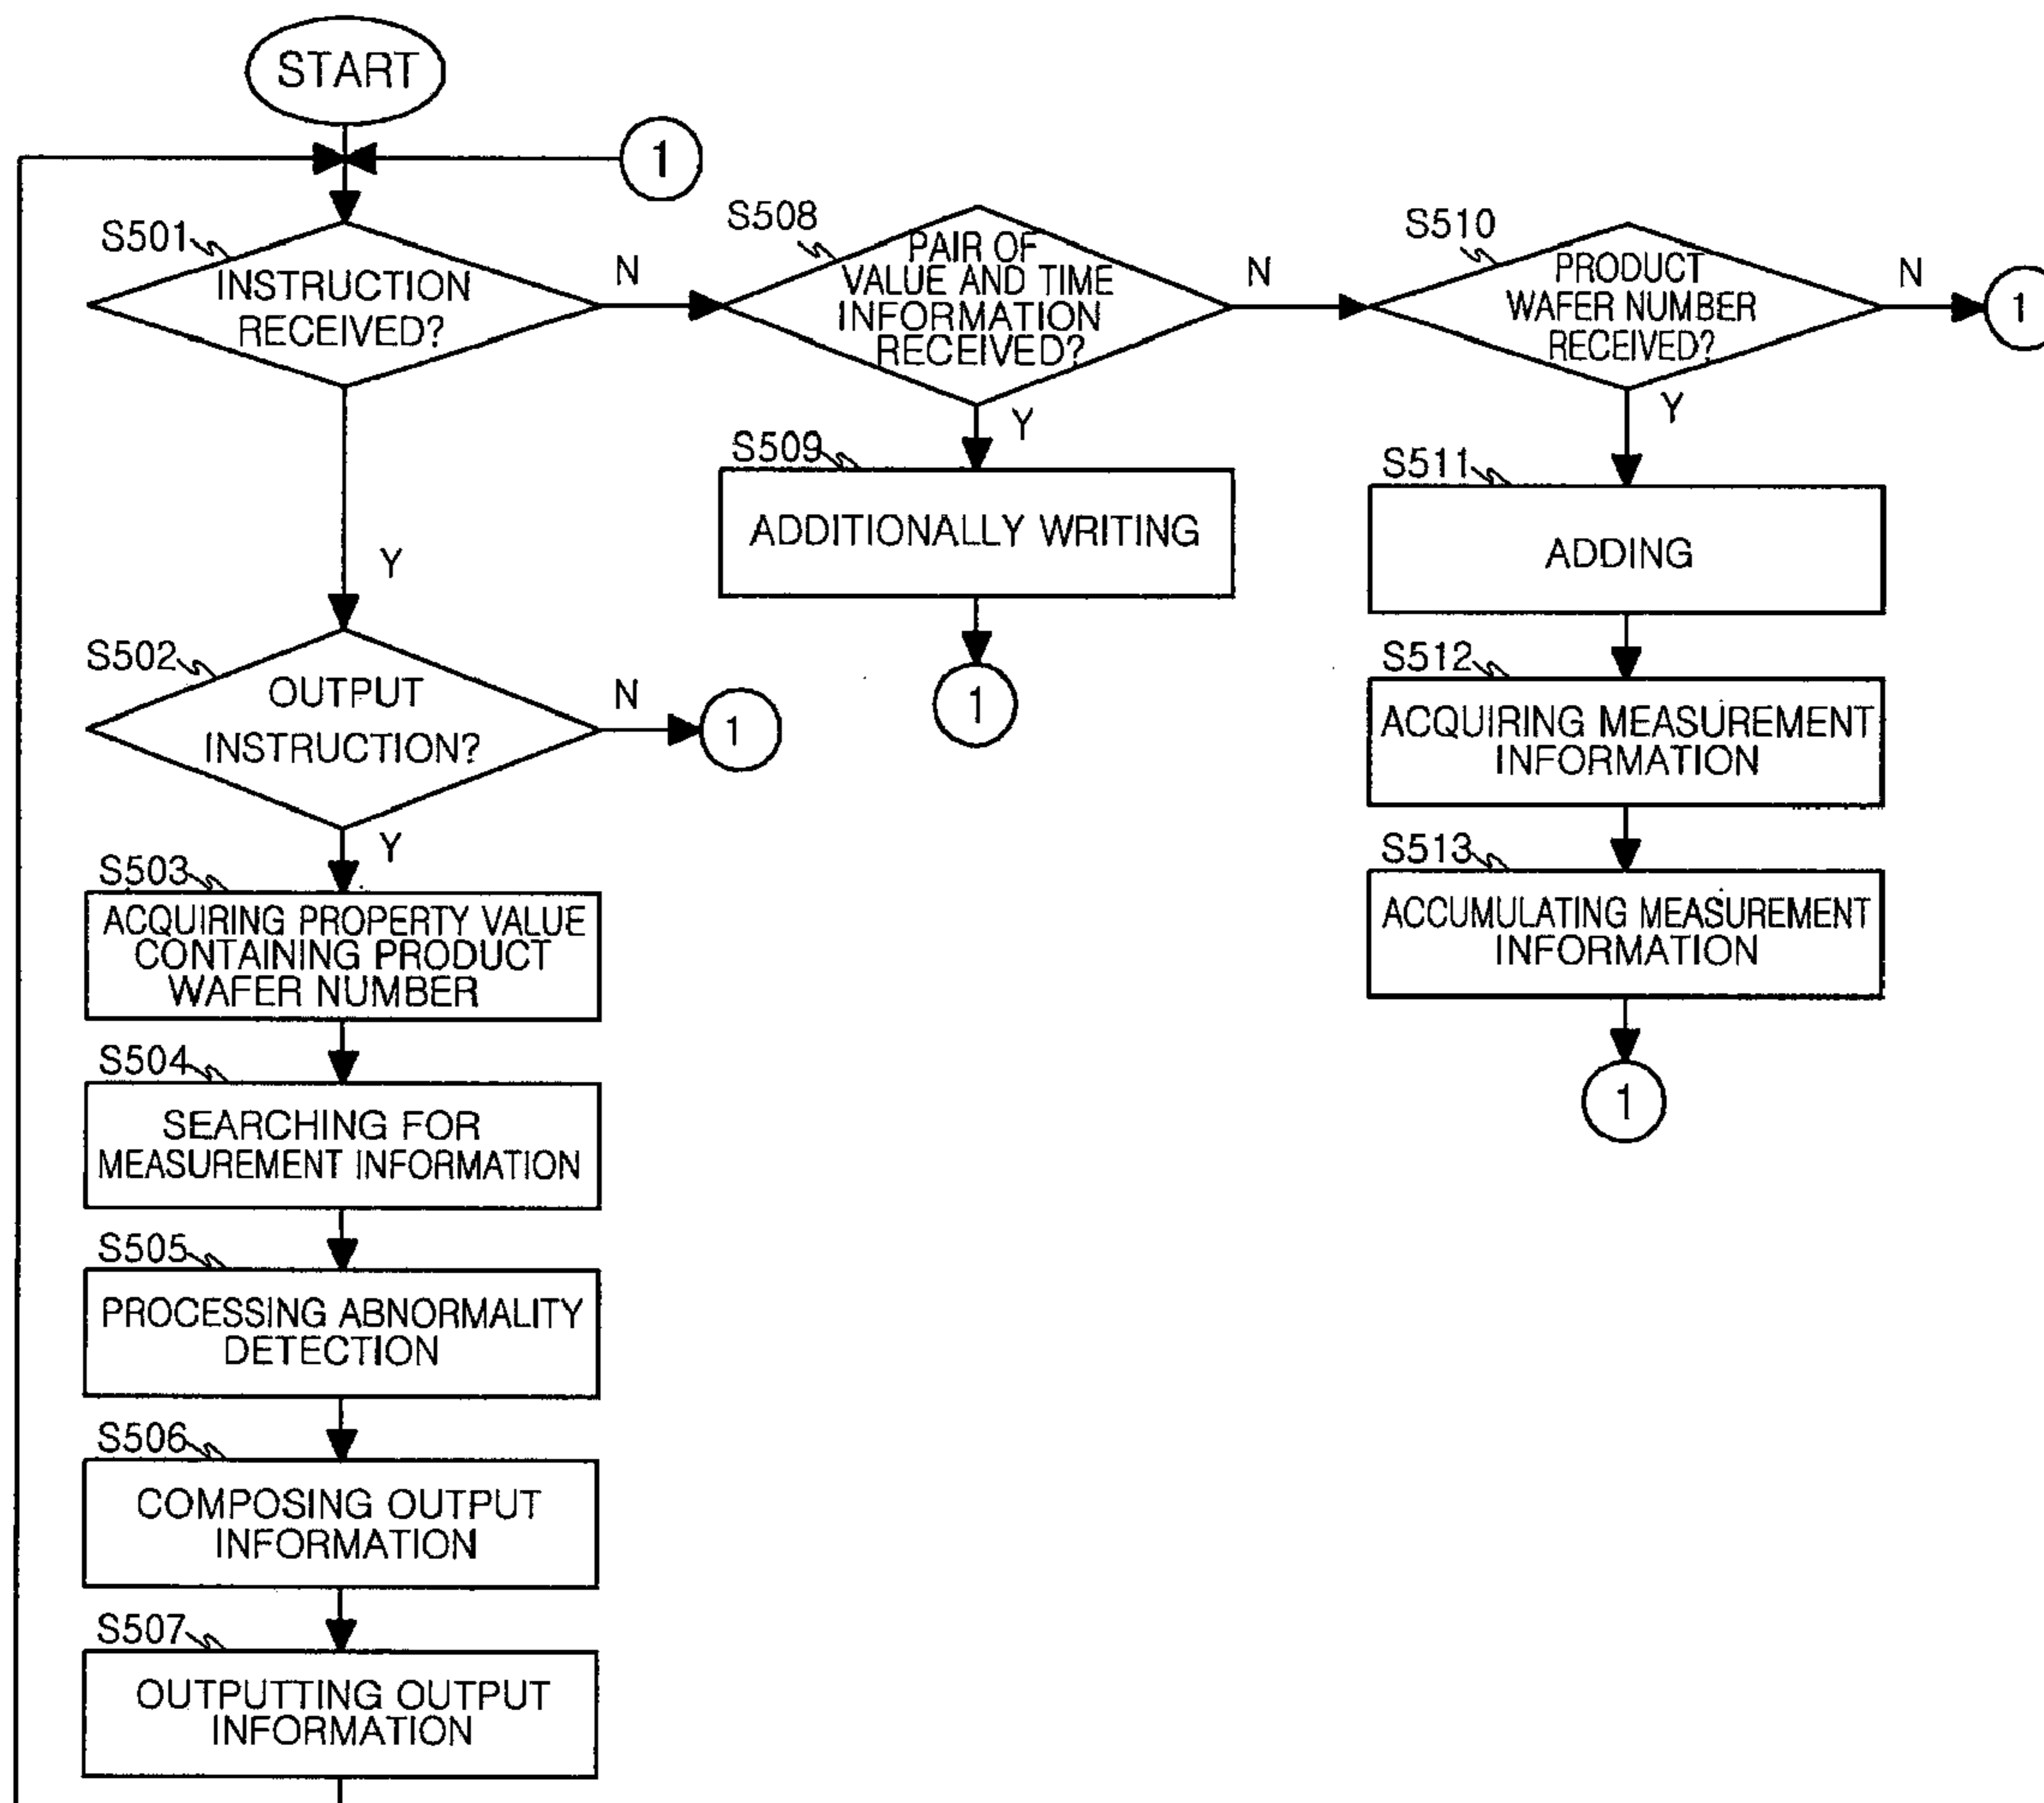 START
1
S501
INSTRUCTION
RECEIVED?
N
Y
S508
PAIR OF
VALUE AND TIME
INFORMATION
RECEIVED?
N
Y
S510
PRODUCT
WAFER NUMBER
RECEIVED?
N
1
Y
S509
ADDITIONALLY WRITING
1
S511
ADDING
S512
ACQUIRING MEASUREMENT
INFORMATION
S513
ACCUMULATING MEASUREMENT
INFORMATION
1
S502
OUTPUT
INSTRUCTION?
N
1
Y
S503
ACQUIRING PROPERTY VALUE
CONTAINING PRODUCT
WAFER NUMBER
S504
SEARCHING FOR
MEASUREMENT INFORMATION
S505
PROCESSING ABNORMALITY
DETECTION
S506
COMPOSING OUTPUT
INFORMATION
S507
OUTPUTTING OUTPUT
INFORMATION